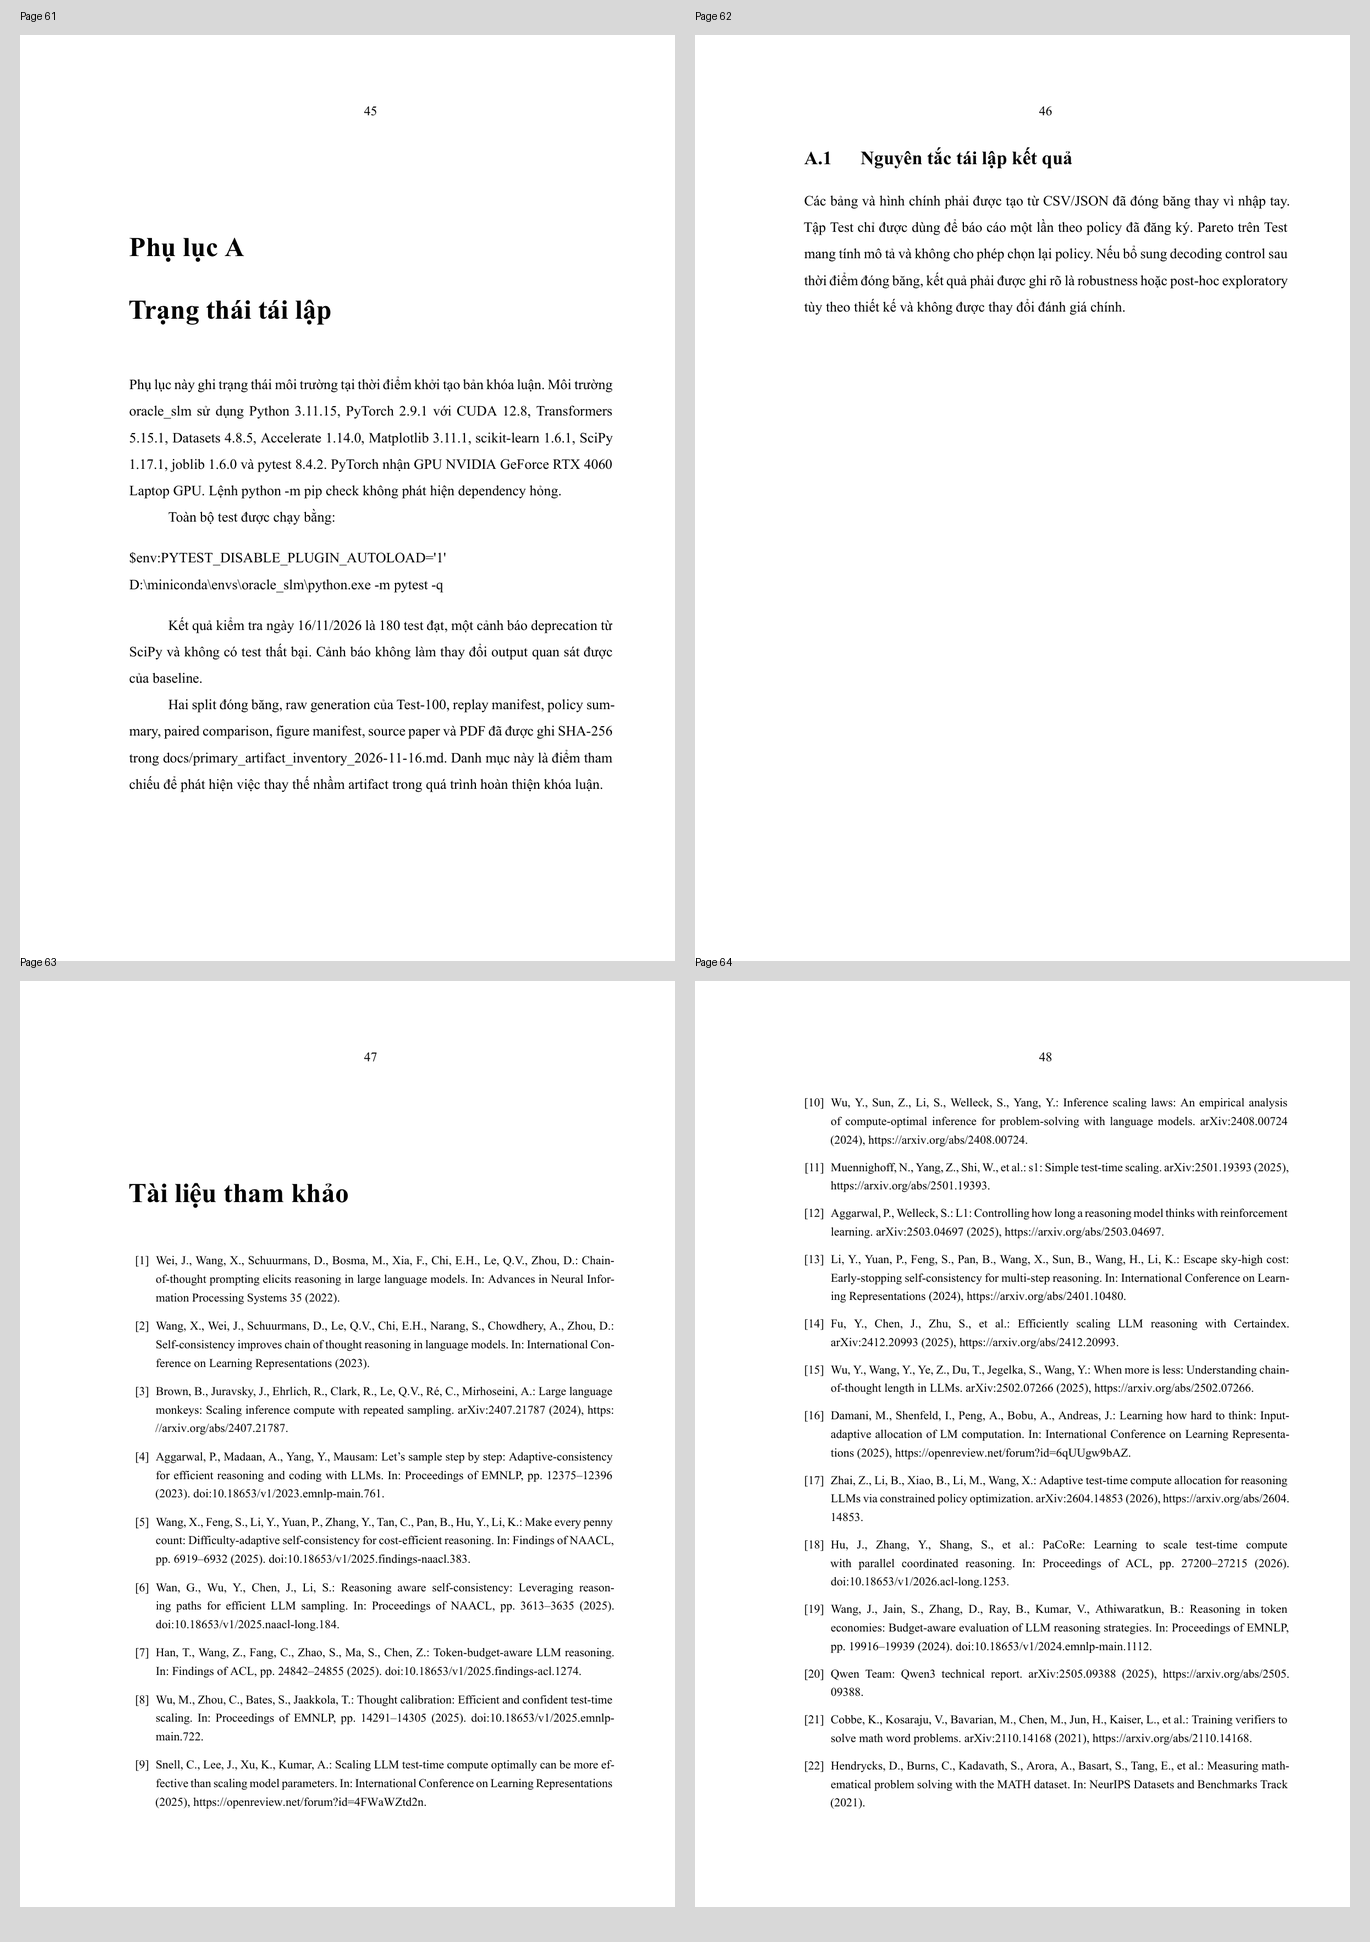 Page 61
45
Phụ lục A
Trạng thái tái lập
Phụ lục này ghi trạng thái môi trường tại thời điểm khởi tạo bản khóa luận. Môi trường
oracle_slm sử dụng Python 3.11.15, PyTorch 2.9.1 với CUDA 12.8, Transformers
5.15.1, Datasets 4.8.5, Accelerate 1.14.0, Matplotlib 3.11.1, scikit-learn 1.6.1, SciPy
1.17.1, joblib 1.6.0 và pytest 8.4.2. PyTorch nhận GPU NVIDIA GeForce RTX 4060
Laptop GPU. Lệnh python -m pip check không phát hiện dependency hỏng.
Toàn bộ test được chạy bằng:
$env:PYTEST_DISABLE_PLUGIN_AUTOLOAD='1'
D:\miniconda\envs\oracle_slm\python.exe -m pytest -q
Kết quả kiểm tra ngày 16/11/2026 là 180 test đạt, một cảnh báo deprecation từ
SciPy và không có test thất bại. Cảnh báo không làm thay đổi output quan sát được
của baseline.
Hai split đóng băng, raw generation của Test-100, replay manifest, policy sum-
mary, paired comparison, figure manifest, source paper và PDF đã được ghi SHA-256
trong docs/primary_artifact_inventory_2026-11-16.md. Danh mục này là điểm tham
chiếu để phát hiện việc thay thế nhầm artifact trong quá trình hoàn thiện khóa luận.
Page 62
46
A.1 Nguyên tắc tái lập kết quả
Các bảng và hình chính phải được tạo từ CSV/JSON đã đóng băng thay vì nhập tay.
Tập Test chỉ được dùng để báo cáo một lần theo policy đã đăng ký. Pareto trên Test
mang tính mô tả và không cho phép chọn lại policy. Nếu bổ sung decoding control sau
thời điểm đóng băng, kết quả phải được ghi rõ là robustness hoặc post-hoc exploratory
tùy theo thiết kế và không được thay đổi đánh giá chính.
Page 63
47
Tài liệu tham khảo
[1] Wei, J., Wang, X., Schuurmans, D., Bosma, M., Xia, F., Chi, E.H., Le, Q.V., Zhou, D.: Chain-
of-thought prompting elicits reasoning in large language models. In: Advances in Neural Infor-
mation Processing Systems 35 (2022).
[2] Wang, X., Wei, J., Schuurmans, D., Le, Q.V., Chi, E.H., Narang, S., Chowdhery, A., Zhou, D.:
Self-consistency improves chain of thought reasoning in language models. In: International Con-
ference on Learning Representations (2023).
[3] Brown, B., Juravsky, J., Ehrlich, R., Clark, R., Le, Q.V., Ré, C., Mirhoseini, A.: Large language
monkeys: Scaling inference compute with repeated sampling. arXiv:2407.21787 (2024), https:
//arxiv.org/abs/2407.21787.
[4] Aggarwal, P., Madaan, A., Yang, Y., Mausam: Let’s sample step by step: Adaptive-consistency
for efficient reasoning and coding with LLMs. In: Proceedings of EMNLP, pp. 12375–12396
(2023). doi:10.18653/v1/2023.emnlp-main.761.
[5] Wang, X., Feng, S., Li, Y., Yuan, P., Zhang, Y., Tan, C., Pan, B., Hu, Y., Li, K.: Make every penny
count: Difficulty-adaptive self-consistency for cost-efficient reasoning. In: Findings of NAACL,
pp. 6919–6932 (2025). doi:10.18653/v1/2025.findings-naacl.383.
[6] Wan, G., Wu, Y., Chen, J., Li, S.: Reasoning aware self-consistency: Leveraging reason-
ing paths for efficient LLM sampling. In: Proceedings of NAACL, pp. 3613–3635 (2025).
doi:10.18653/v1/2025.naacl-long.184.
[7] Han, T., Wang, Z., Fang, C., Zhao, S., Ma, S., Chen, Z.: Token-budget-aware LLM reasoning.
In: Findings of ACL, pp. 24842–24855 (2025). doi:10.18653/v1/2025.findings-acl.1274.
[8] Wu, M., Zhou, C., Bates, S., Jaakkola, T.: Thought calibration: Efficient and confident test-time
scaling. In: Proceedings of EMNLP, pp. 14291–14305 (2025). doi:10.18653/v1/2025.emnlp-
main.722.
[9] Snell, C., Lee, J., Xu, K., Kumar, A.: Scaling LLM test-time compute optimally can be more ef-
fective than scaling model parameters. In: International Conference on Learning Representations
(2025), https://openreview.net/forum?id=4FWaWZtd2n.
Page 64
48
[10] Wu, Y., Sun, Z., Li, S., Welleck, S., Yang, Y.: Inference scaling laws: An empirical analysis
of compute-optimal inference for problem-solving with language models. arXiv:2408.00724
(2024), https://arxiv.org/abs/2408.00724.
[11] Muennighoff, N., Yang, Z., Shi, W., et al.: s1: Simple test-time scaling. arXiv:2501.19393 (2025),
https://arxiv.org/abs/2501.19393.
[12] Aggarwal, P., Welleck, S.: L1: Controlling how long a reasoning model thinks with reinforcement
learning. arXiv:2503.04697 (2025), https://arxiv.org/abs/2503.04697.
[13] Li, Y., Yuan, P., Feng, S., Pan, B., Wang, X., Sun, B., Wang, H., Li, K.: Escape sky-high cost:
Early-stopping self-consistency for multi-step reasoning. In: International Conference on Learn-
ing Representations (2024), https://arxiv.org/abs/2401.10480.
[14] Fu, Y., Chen, J., Zhu, S., et al.: Efficiently scaling LLM reasoning with Certaindex.
arXiv:2412.20993 (2025), https://arxiv.org/abs/2412.20993.
[15] Wu, Y., Wang, Y., Ye, Z., Du, T., Jegelka, S., Wang, Y.: When more is less: Understanding chain-
of-thought length in LLMs. arXiv:2502.07266 (2025), https://arxiv.org/abs/2502.07266.
[16] Damani, M., Shenfeld, I., Peng, A., Bobu, A., Andreas, J.: Learning how hard to think: Input-
adaptive allocation of LM computation. In: International Conference on Learning Representa-
tions (2025), https://openreview.net/forum?id=6qUUgw9bAZ.
[17] Zhai, Z., Li, B., Xiao, B., Li, M., Wang, X.: Adaptive test-time compute allocation for reasoning
LLMs via constrained policy optimization. arXiv:2604.14853 (2026), https://arxiv.org/abs/2604.
14853.
[18] Hu, J., Zhang, Y., Shang, S., et al.: PaCoRe: Learning to scale test-time compute
with parallel coordinated reasoning. In: Proceedings of ACL, pp. 27200–27215 (2026).
doi:10.18653/v1/2026.acl-long.1253.
[19] Wang, J., Jain, S., Zhang, D., Ray, B., Kumar, V., Athiwaratkun, B.: Reasoning in token
economies: Budget-aware evaluation of LLM reasoning strategies. In: Proceedings of EMNLP,
pp. 19916–19939 (2024). doi:10.18653/v1/2024.emnlp-main.1112.
[20] Qwen Team: Qwen3 technical report. arXiv:2505.09388 (2025), https://arxiv.org/abs/2505.
09388.
[21] Cobbe, K., Kosaraju, V., Bavarian, M., Chen, M., Jun, H., Kaiser, L., et al.: Training verifiers to
solve math word problems. arXiv:2110.14168 (2021), https://arxiv.org/abs/2110.14168.
[22] Hendrycks, D., Burns, C., Kadavath, S., Arora, A., Basart, S., Tang, E., et al.: Measuring math-
ematical problem solving with the MATH dataset. In: NeurIPS Datasets and Benchmarks Track
(2021).